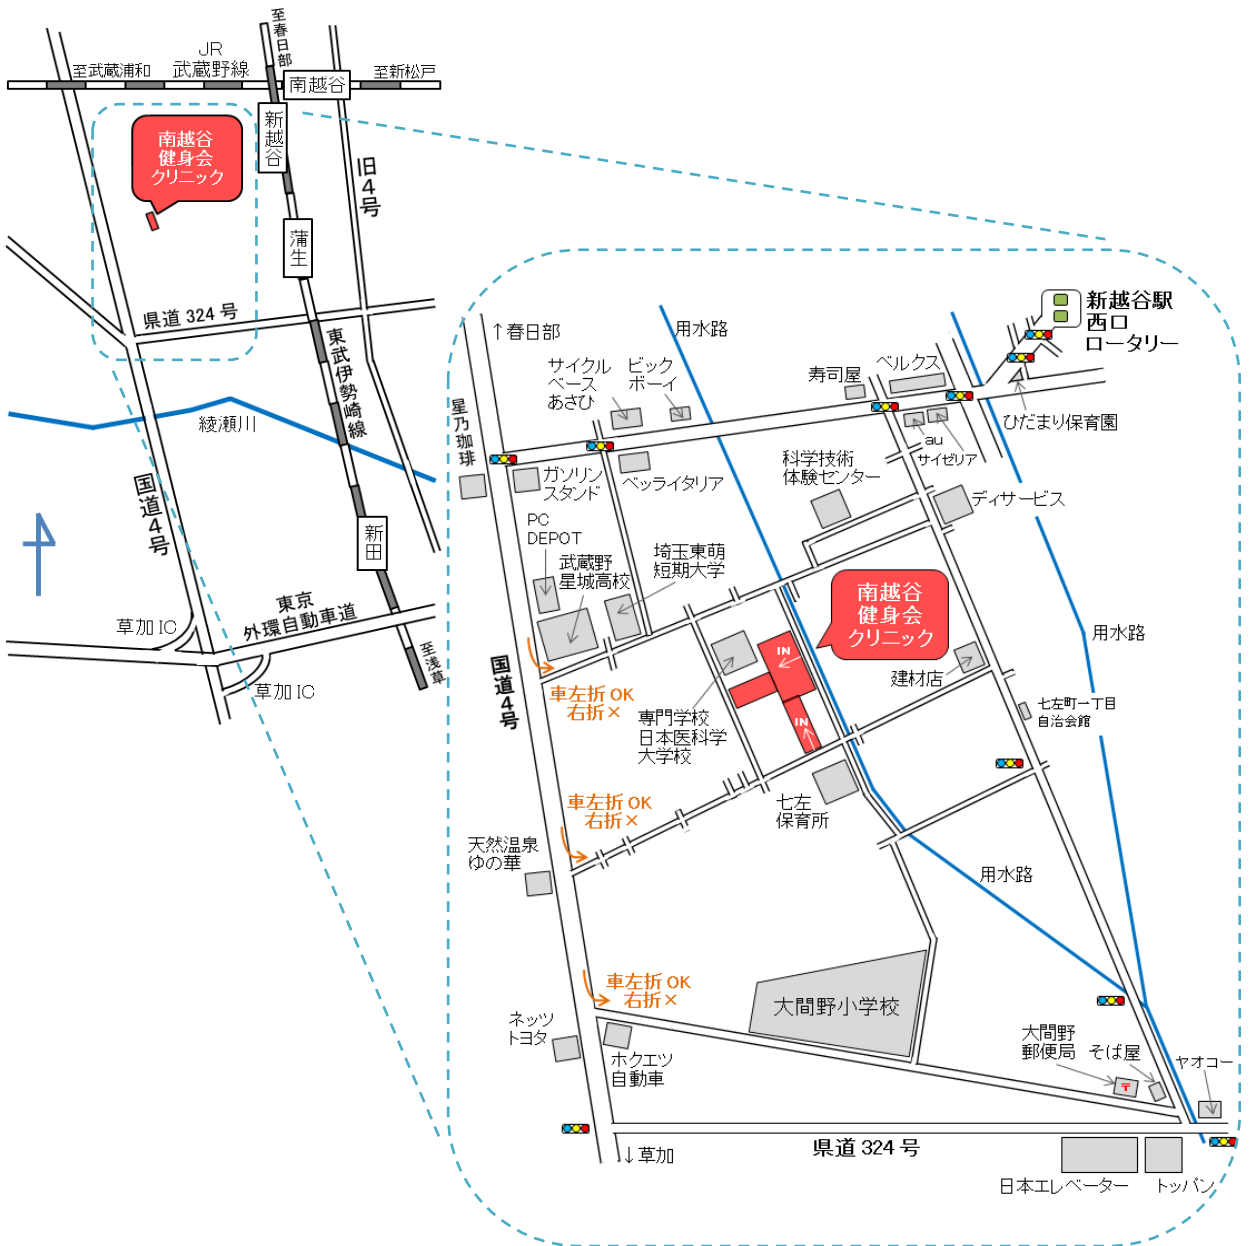 至春日部
JR
武蔵野線
至武蔵浦和
南越谷
至新松戸
新越谷
南越谷
健身会
クリニック
旧4号
蒲生
県道 324 号
東武伊勢崎線
綾瀬川
国道4号
新田
東京
外環自動車道
草加 IC
草加 IC
至浅草
↑春日部
用水路
新越谷駅
西口
ロータリー
サイクル
ベース
あさひ
ビック
ボーイ
寿司屋
ベルクス
星乃珈琲
ひだまり保育園
au
サイゼリア
ガソリン
スタンド
ベッライタリア
科学技術
体験センター
ディサービス
PC
DEPOT
武蔵野
星城高校
埼玉東萌
短期大学
南越谷
健身会
クリニック
IN
IN
用水路
建材店
国道4号
車左折 OK
右折×
専門学校
日本医科学
大学校
七左町一丁目
自治会館
車左折 OK
右折×
七左
保育所
天然温泉
ゆの華
用水路
車左折 OK
右折×
大間野小学校
ネッツ
トヨタ
ホクエツ
自動車
大間野
郵便局
そば屋
ヤオコー
〒
↓草加
県道 324 号
日本エレベーター
トッパン